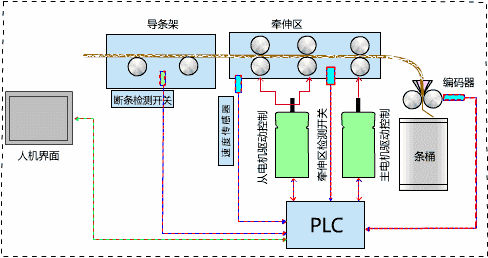 导条架
牵伸区
编码器
断条检测开关
人机界面
速度传感器
从电机驱动控制
牵伸区检测开关
主电机驱动控制
条桶
PLC